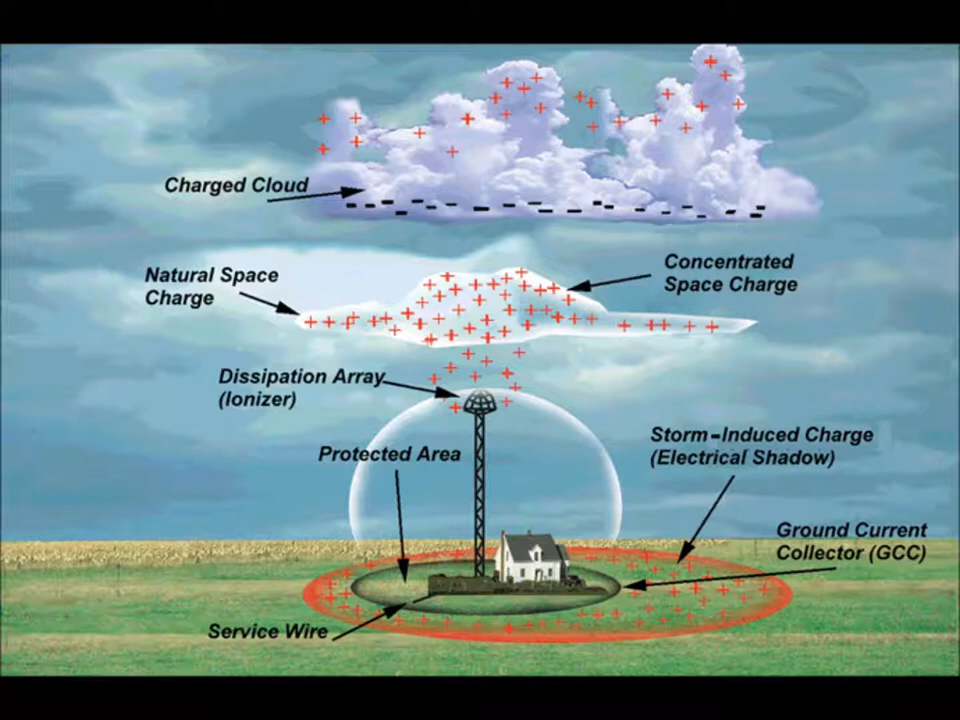 Charged Cloud
Natural Space
Charge
Concentrated
Space Charge
Dissipation Array
(Ionizer)
Storm-Induced Charge
(Electrical Shadow)
Protected Area
Ground Current
Collector (GCC)
Service Wire